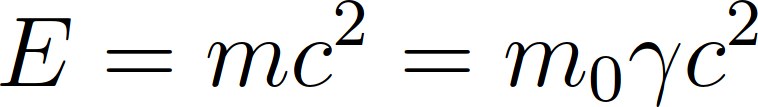 E = mc² = m₀γc²